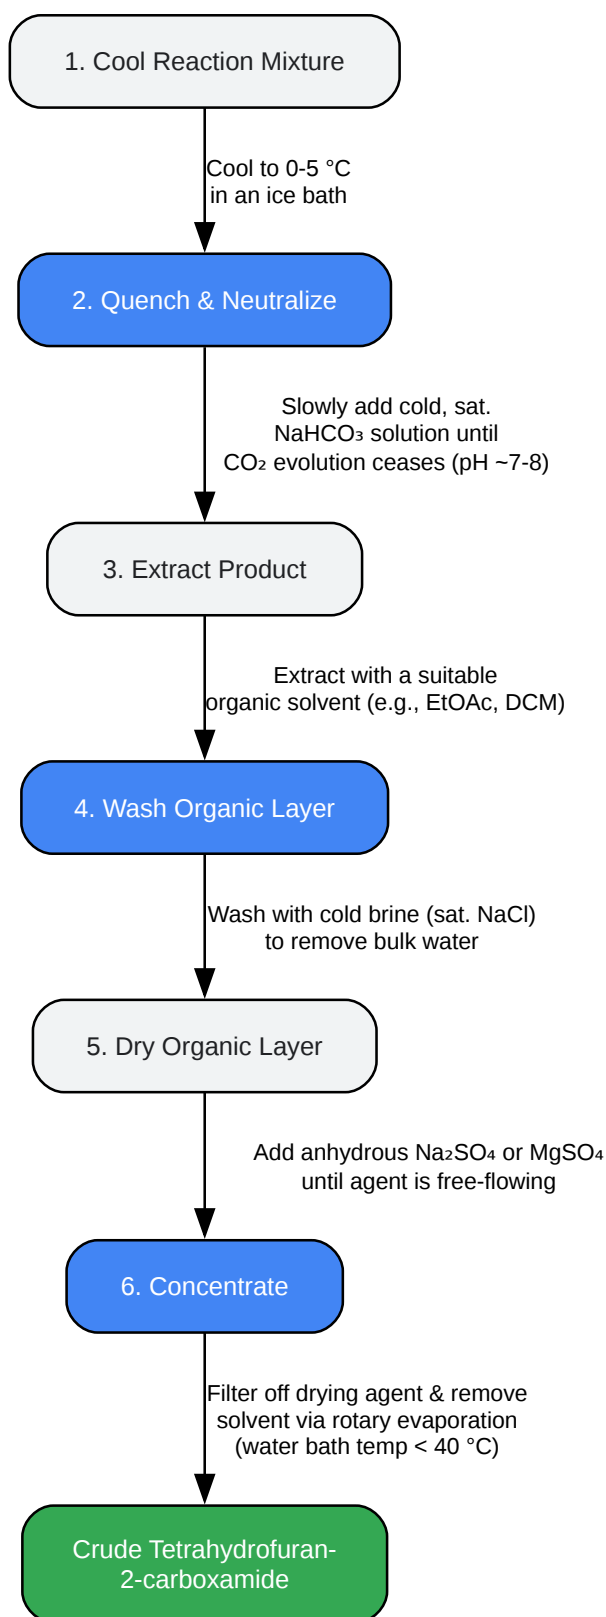 1. Cool Reaction Mixture
Cool to 0-5 °C
in an ice bath
2. Quench & Neutralize
Slowly add cold, sat.
NaHCO₃ solution until
CO₂ evolution ceases (pH ~7-8)
3. Extract Product
Extract with a suitable
organic solvent (e.g., EtOAc, DCM)
4. Wash Organic Layer
Wash with cold brine (sat. NaCl)
to remove bulk water
5. Dry Organic Layer
Add anhydrous Na₂SO₄ or MgSO₄
until agent is free-flowing
6. Concentrate
Filter off drying agent & remove
solvent via rotary evaporation
(water bath temp < 40 °C)
Crude Tetrahydrofuran-
2-carboxamide